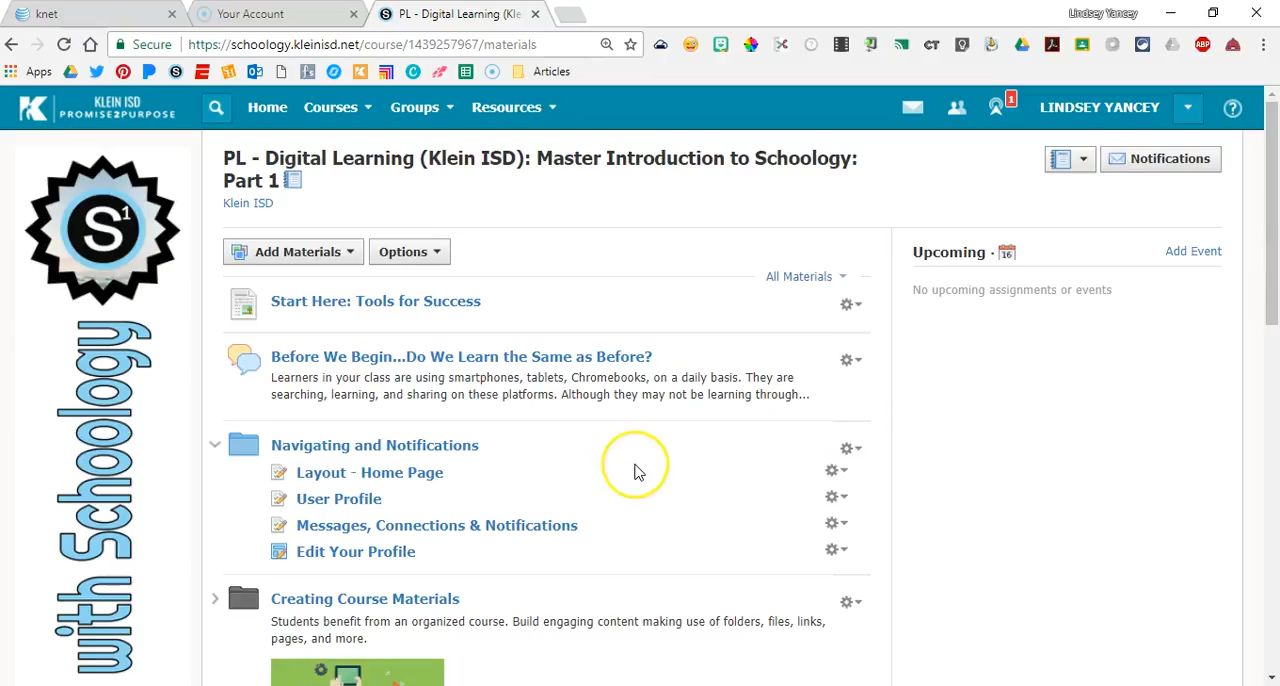 knet
Your Account
PL - Digital Learning (Kle
Lindsey Yancey
Secure
https://schoology.kleinisd.net/course/1439257967/materials
CT
ABP
Apps
Articles
KLEIN ISD
PROMISE2PURPOSE
Home
Courses
Groups
Resources
1
LINDSEY YANCEY
PL - Digital Learning (Klein ISD): Master Introduction to Schoology:
Part 1
Klein ISD
Notifications
Add Materials
Options
All Materials
Upcoming · 16
Add Event
No upcoming assignments or events
Start Here: Tools for Success
Before We Begin...Do We Learn the Same as Before?
Learners in your class are using smartphones, tablets, Chromebooks, on a daily basis. They are
searching, learning, and sharing on these platforms. Although they may not be learning through...
Navigating and Notifications
Layout - Home Page
User Profile
Messages, Connections & Notifications
Edit Your Profile
Creating Course Materials
Students benefit from an organized course. Build engaging content making use of folders, files, links,
pages, and more.
S1
with Schoology